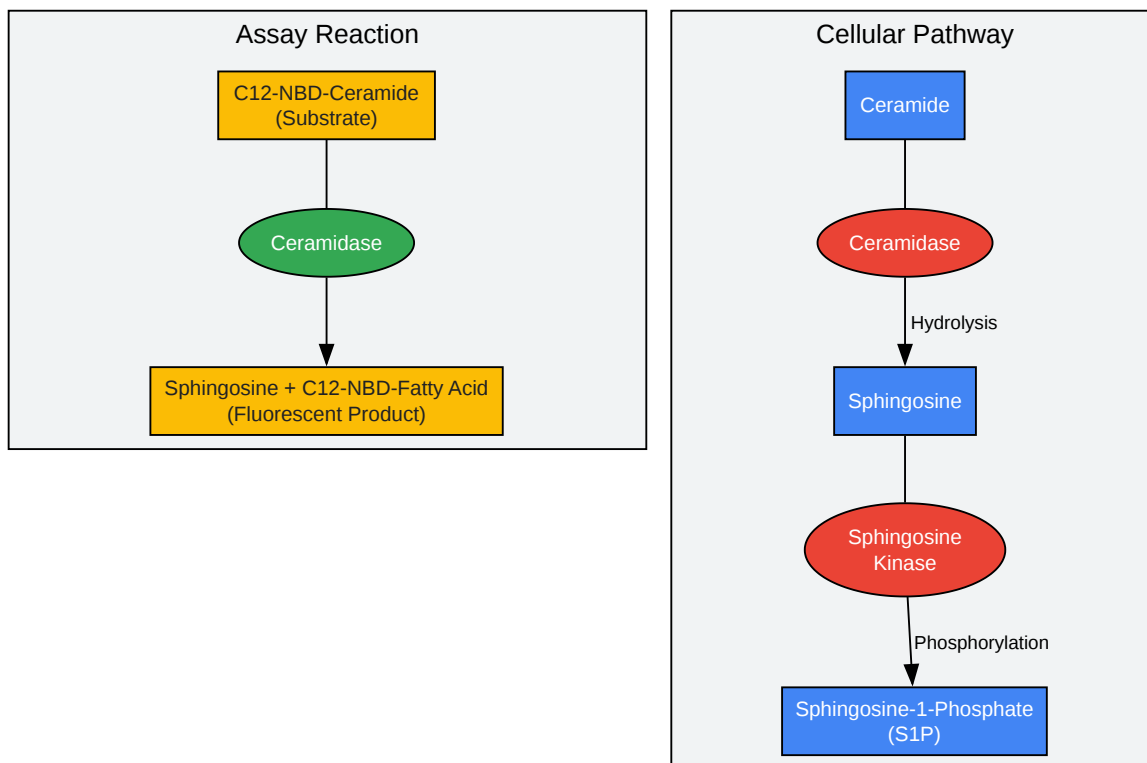 Assay Reaction
C12-NBD-Ceramide
(Substrate)
Ceramidase
Sphingosine + C12-NBD-Fatty Acid
(Fluorescent Product)
Cellular Pathway
Ceramide
Ceramidase
Hydrolysis
Sphingosine
Sphingosine
Kinase
Phosphorylation
Sphingosine-1-Phosphate
(S1P)